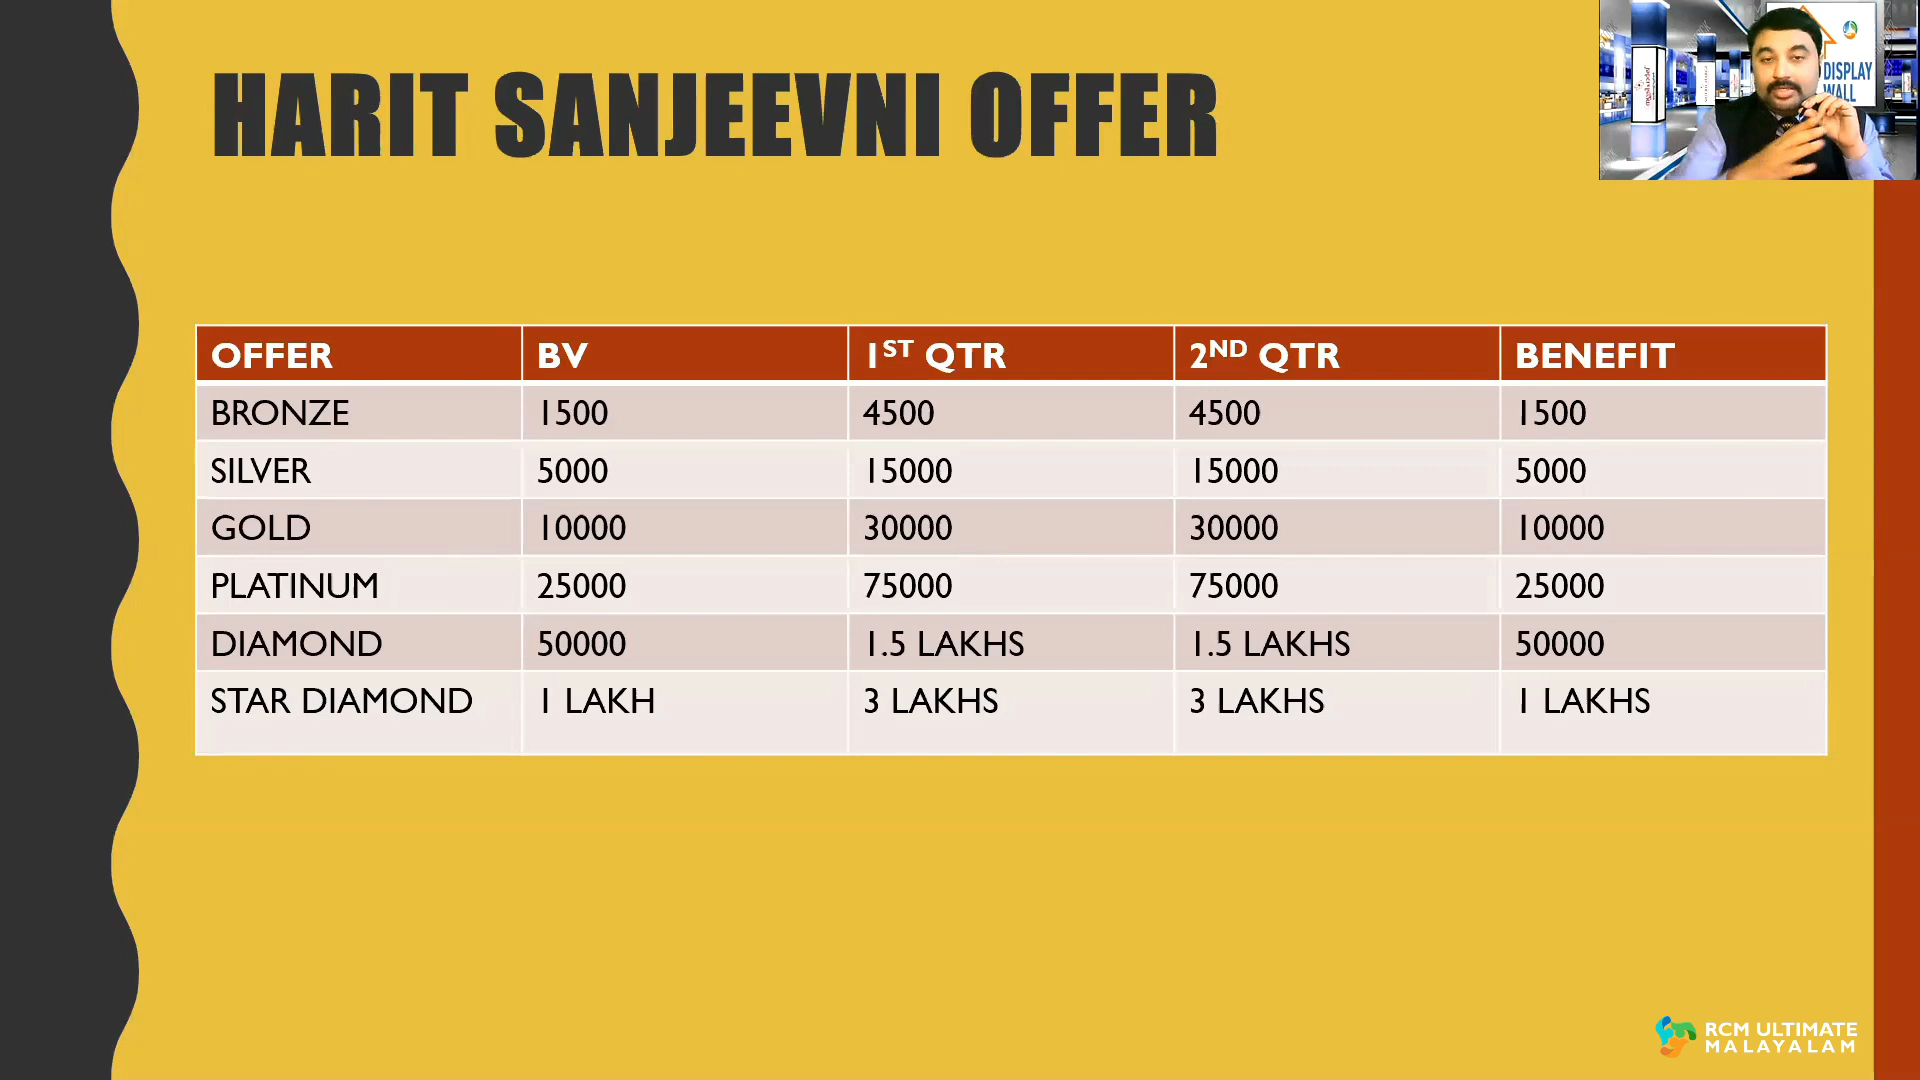 HARIT SANJEEVNI OFFER
DISPLAY
WALL
OFFER BV 1ST QTR 2ND QTR BENEFIT
BRONZE 1500 4500 4500 1500
SILVER 5000 15000 15000 5000
GOLD 10000 30000 30000 10000
PLATINUM 25000 75000 75000 25000
DIAMOND 50000 1.5 LAKHS 1.5 LAKHS 50000
STAR DIAMOND 1 LAKH 3 LAKHS 3 LAKHS 1 LAKHS
RCM ULTIMATE
MALAYALAM